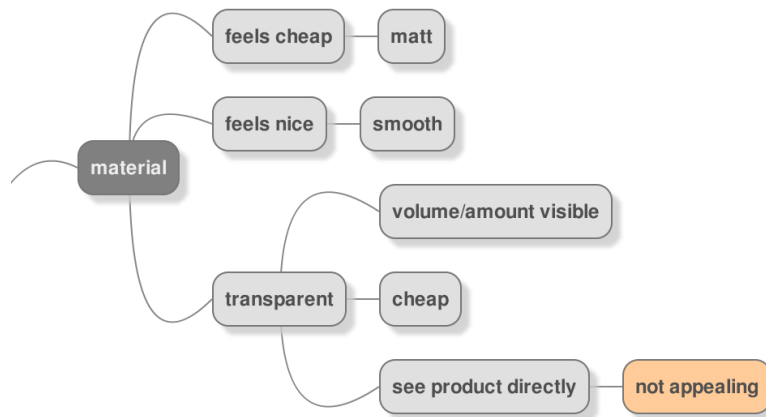 feels cheap
matt
feels nice
smooth
material
volume/amount visible
transparent
cheap
see product directly
not appealing